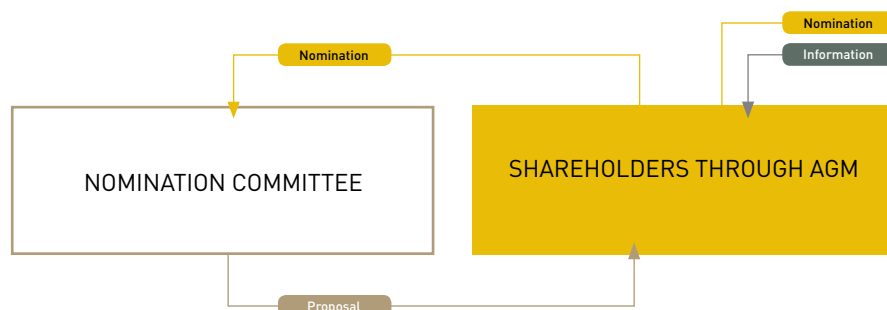 Nomination
Nomination
Information
NOMINATION COMMITTEE
SHAREHOLDERS THROUGH AGM
Proposal